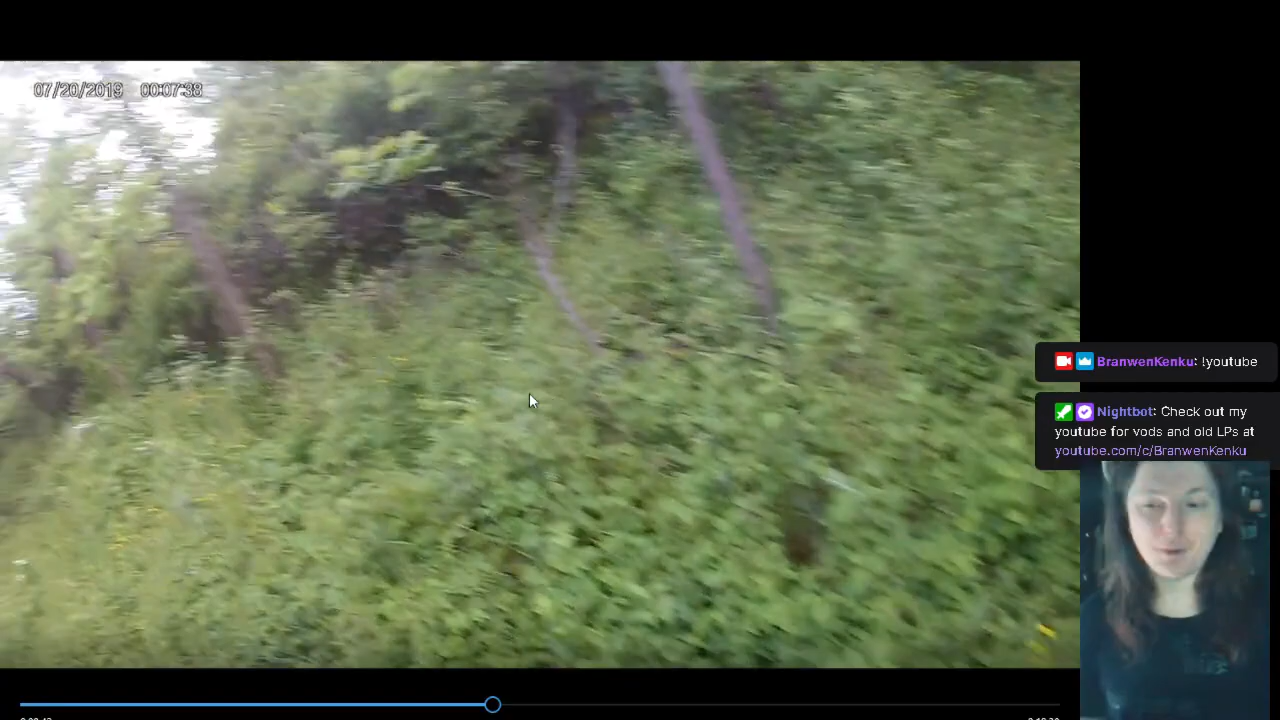 07/20/2019 00:07:38
BranwenKenku: !youtube
Nightbot: Check out my
youtube for vods and old LPs at
youtube.com/c/BranwenKenku